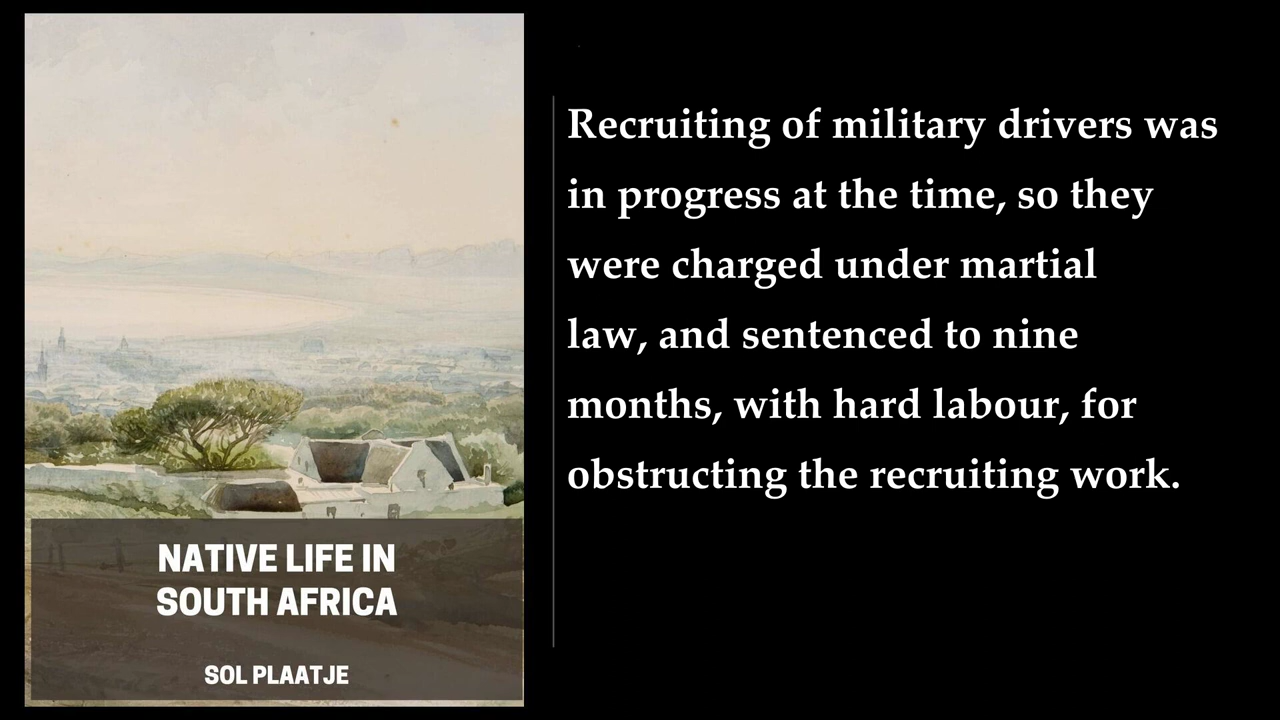 NATIVE LIFE IN
SOUTH AFRICA
SOL PLAATJE
Recruiting of military drivers was
in progress at the time, so they
were charged under martial
law, and sentenced to nine
months, with hard labour, for
obstructing the recruiting work.